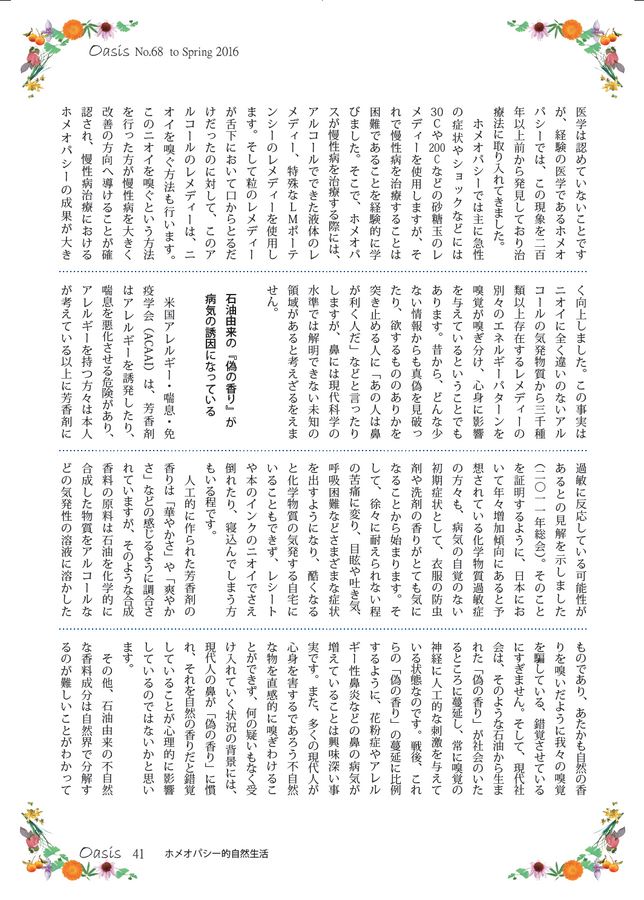 Oasis No.68 to Spring 2016
医学は認めていないことです
が、経験の医学であるホメオ
パシーでは、この現象を二百
年以上前から発見しており治
療法に取り入れてきました。
ホメオパシーでは主に急性
の症状やショックなどには
30Cや200Cなどの砂糖玉のレ
メディーを使用しますが、そ
れで慢性病を治療することは
困難であることを経験的に学
びました。そこで、ホメオパ
スが慢性病を治療する際には、
アルコールでできた液体のレ
メディー、特殊なLMポーテ
ンシーのレメディーを使用し
ます。そして粒のレメディー
が舌下において口からとるだ
けだったのに対して、このア
ルコールのレメディーは、ニ
オイを嗅ぐ方法も行います。
このニオイを嗅ぐという方法
を行った方が慢性病を大きく
改善の方向へ導けることが確
認され、慢性病治療における
ホメオパシーの成果が大き
く向上しました。この事実は
ニオイに全く違いのないアル
コールの気発物質から三千種
類以上存在するレメディーの
別々のエネルギーパターンを
嗅覚が嗅ぎ分け、心身に影響
を与えているということでも
あります。昔から、どんな少
ない情報からも真偽を見破っ
たり、欲するもののありかを
突き止める人に「あの人は鼻
が利く人だ」などと言ったり
しますが、鼻には現代科学の
水準では解明できない未知の
領域があると考えざるをえま
せん。
石油由来の『偽の香り』が
病気の誘因になっている
米国アレルギー・喘息・免
疫学会（ACAAI）は、芳香剤
はアレルギーを誘発したり、
喘息を悪化させる危険があり、
アレルギーを持つ方々は本人
が考えている以上に芳香剤に
過敏に反応している可能性が
あるとの見解を示しました
（二〇一一年総会）。そのこと
を証明するように、日本にお
いて年々増加傾向にあると予
想されている化学物質過敏症
の方々も、病気の自覚のない
初期症状として、衣服の防虫
剤や洗剤の香りがとても気に
なることから始まります。そ
して、徐々に耐えられない程
の苦痛に変り、目眩や吐き気、
呼吸困難などさまざまな症状
を出すようになり、酷くなる
と化学物質の気発する自宅に
いることもできず、レシート
や本のインクのニオイでさえ
倒れたり、寝込んでしまう方
もいる程です。
人工的に作られた芳香剤の
香りは「華やかさ」や「爽やか
さ」などの感じるように調合さ
れていますが、そのような合成
香料の原料は石油を化学的に
合成した物質をアルコールな
どの気発性の溶液に溶かした
ものであり、あたかも自然の香
りを嗅いだように我々の嗅覚
を騙している、錯覚させている
にすぎません。そして、現代社
会は、そのような石油から生ま
れた「偽の香り」が社会のいた
るところに蔓延し、常に嗅覚の
神経に人工的な刺激を与えて
いる状態なのです。戦後、これ
らの「偽の香り」の蔓延に比例
するように、花粉症やアレル
ギー性鼻炎などの鼻の病気が
増えていることは興味深い事
実です。また、多くの現代人が
心身を害するであろう不自然
な物を直感的に嗅ぎわけるこ
とができず、何の疑いもなく受
け入れていく状況の背景には、
現代人の鼻が「偽の香り」に慣
れ、それを自然の香りだと錯覚
していることが心理的に影響
しているのではないかと思い
ます。
その他、石油由来の不自然
な香料成分は自然界で分解す
るのが難しいことがわかって
Oasis 41 ホメオパシー的自然生活